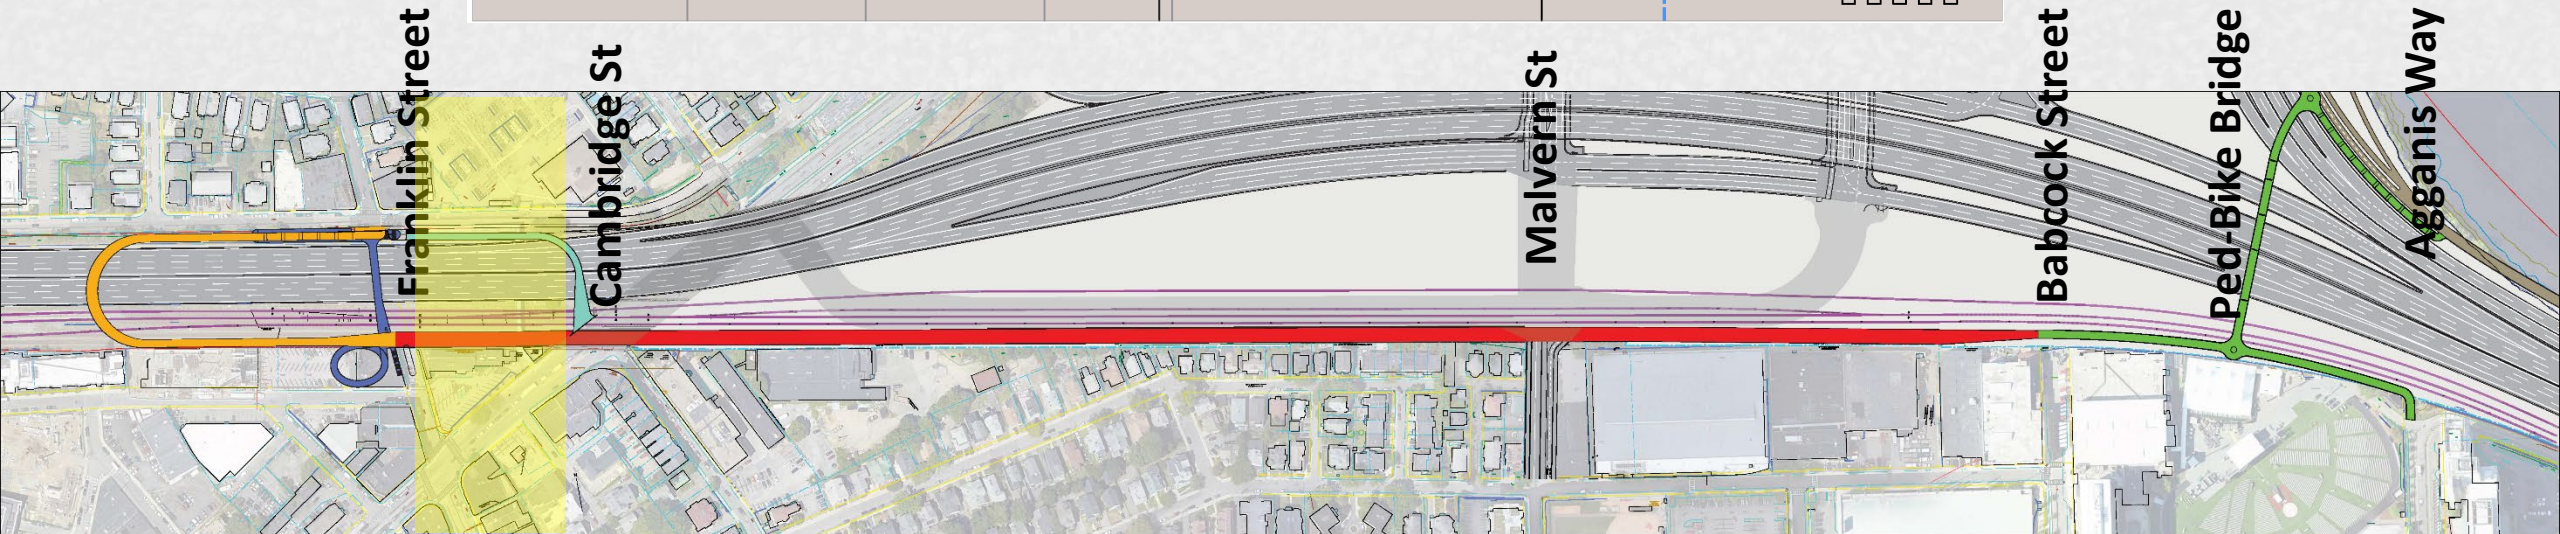 Franklin Street
Cambridge St
Malvern St
Babcock Street
Ped-Bike Bridge
Agganis Way